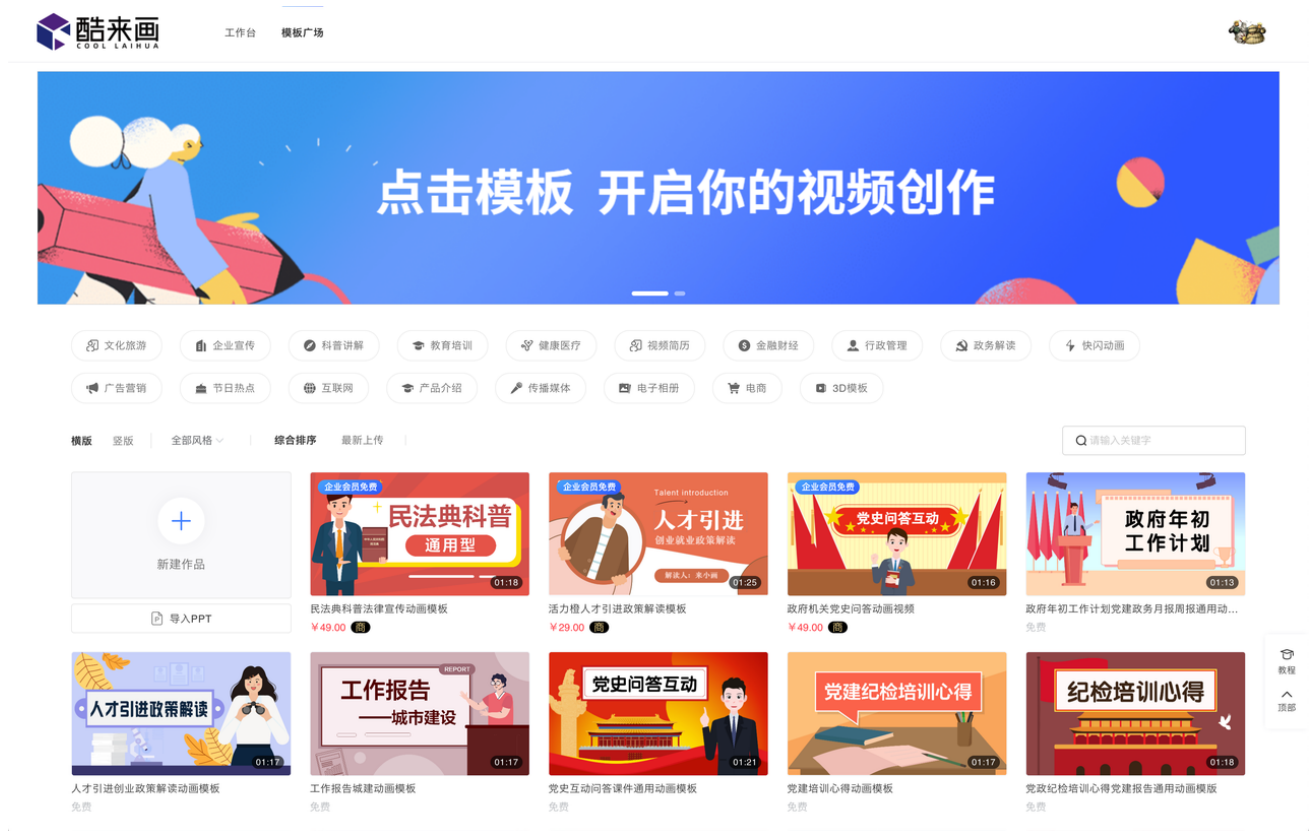 酷来画
COOL LAIHUA
工作台
模板广场
点击模板 开启你的视频创作
文化旅游
企业宣传
科普讲解
教育培训
健康医疗
视频简历
金融财经
行政管理
政务解读
快闪动画
广告营销
节日热点
互联网
产品介绍
传播媒体
电子相册
电商
3D模板
横版
竖版
全部风格
综合排序
最新上传
请输入关键字
新建作品
导入PPT
企业会员免费
民法典科普
通用型
01:18
民法典科普法律宣传动画模板
¥49.00 商
企业会员免费
Talent introduction
人才引进
创业就业政策解读
解读人：来小画
01:25
活力橙人才引进政策解读模板
¥29.00 商
企业会员免费
党史问答互动
01:16
政府机关党史问答动画视频
¥49.00 商
政府年初
工作计划
01:13
政府年初工作计划党建政务月报周报通用动...
免费
人才引进政策解读
01:17
人才引进创业政策解读动画模板
免费
REPORT
工作报告
——城市建设
01:17
工作报告城建动画模板
免费
党史问答互动
01:21
党史互动问答课件通用动画模板
免费
党建纪检培训心得
01:17
党建培训心得动画模板
免费
纪检培训心得
01:18
党政纪检培训心得党建报告通用动画模版
免费
教程
顶部